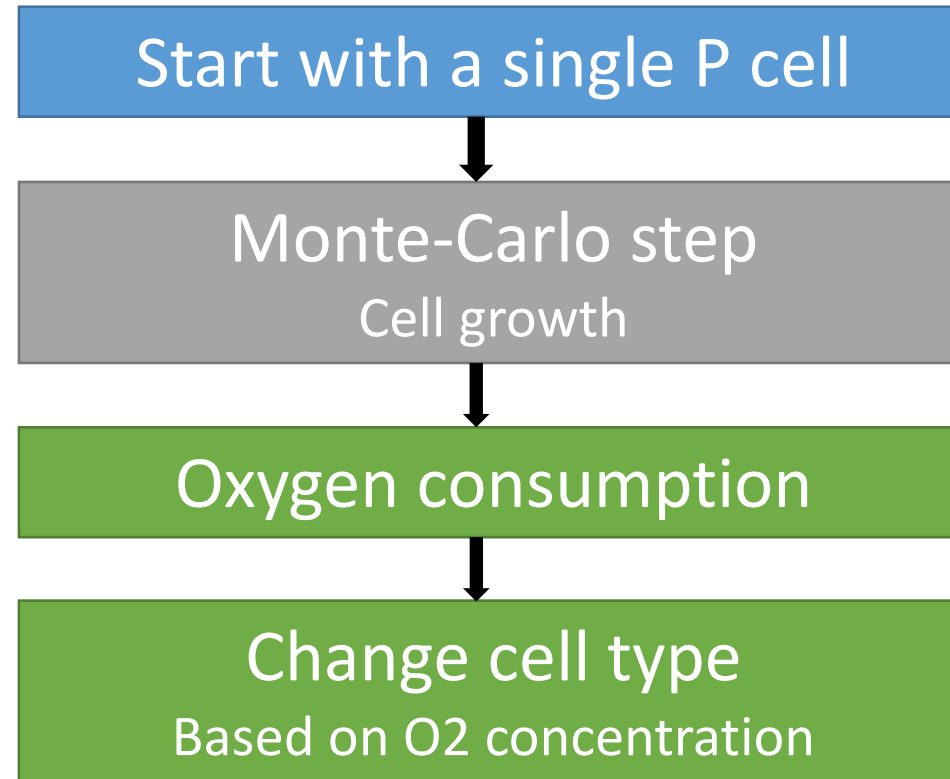 Start with a single P cell
Monte-Carlo step
Cell growth
Oxygen consumption
Change cell type
Based on O2 concentration